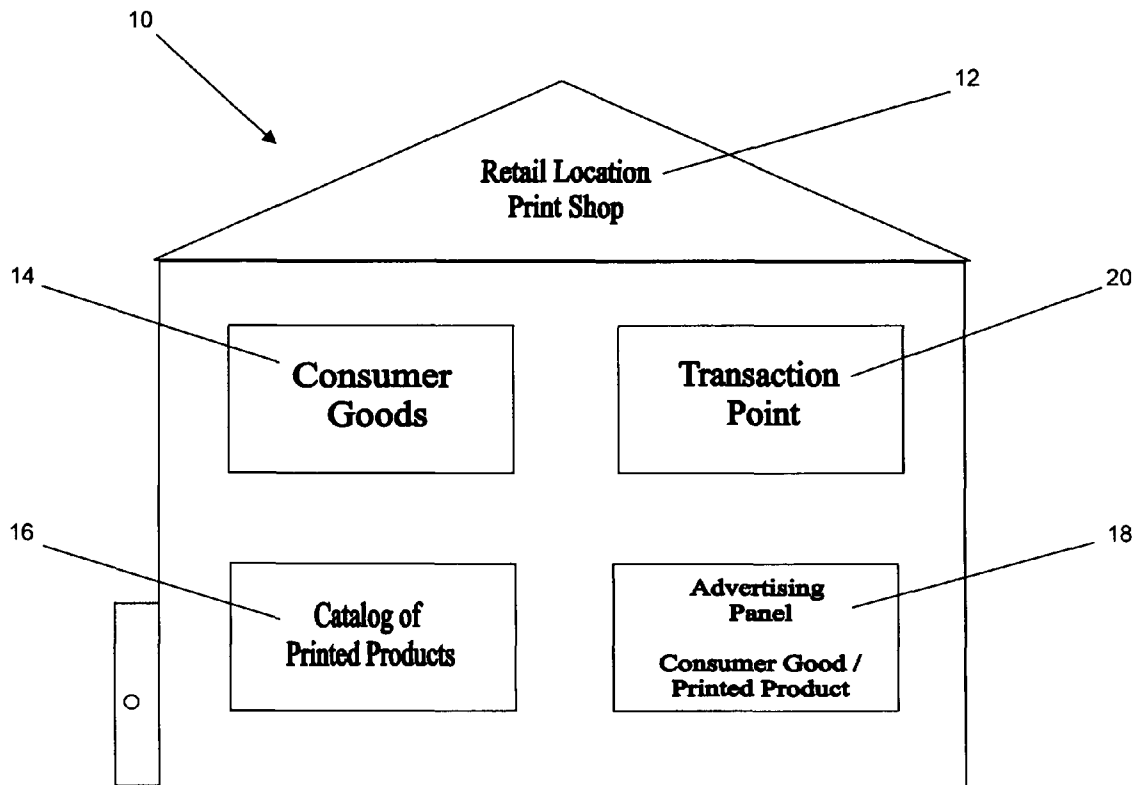 10
12
Retail Location
Print Shop
14
20
Consumer
Goods
Transaction
Point
16
18
Catalog of
Printed Products
Advertising
Panel
Consumer Good /
Printed Product